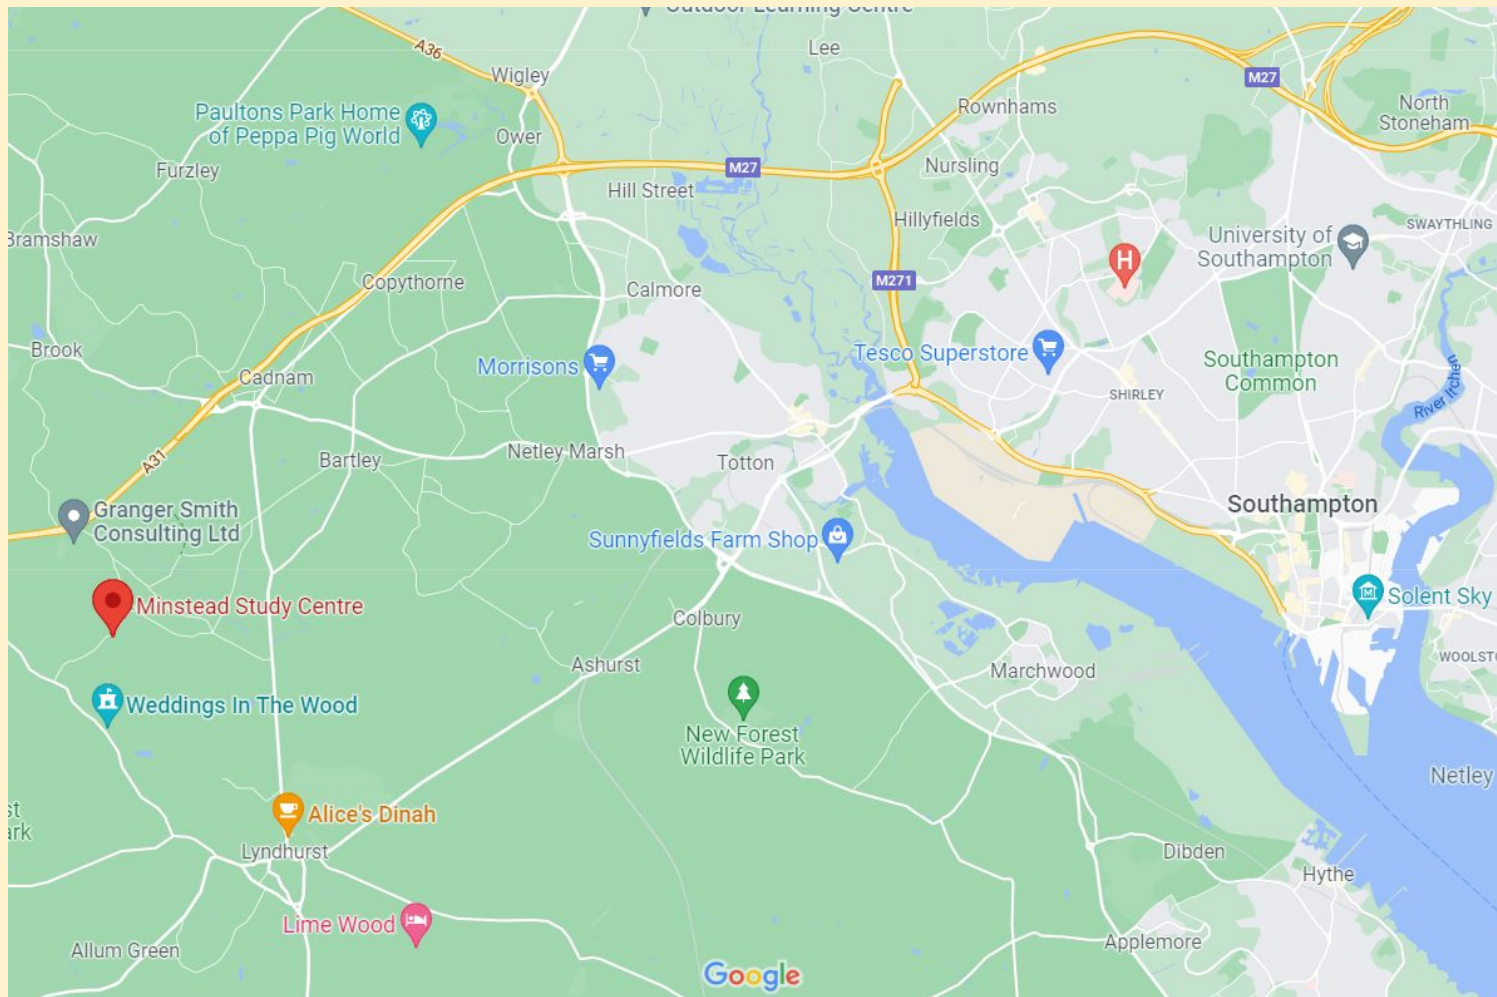 Outdoor Learning Centre
A36
Lee
Wigley
M27
Rownhams
North
Stoneham
Paultons Park Home
of Peppa Pig World
Ower
M27
Nursling
Furzley
Hill Street
Hillyfields
SWAYTHLING
University of
Southampton
Bramshaw
H
Copythorne
M271
Calmore
Brook
Morrisons
Tesco Superstore
Southampton
Common
Cadnam
SHIRLEY
River Itchen
A31
Bartley
Netley Marsh
Totton
Granger Smith
Consulting Ltd
Southampton
Sunnyfields Farm Shop
Minstead Study Centre
Solent Sky
Colbury
Ashurst
Marchwood
Weddings In The Wood
New Forest
Wildlife Park
Netley
Alice's Dinah
Lyndhurst
Dibden
Hythe
Lime Wood
Allum Green
Applemore
Google